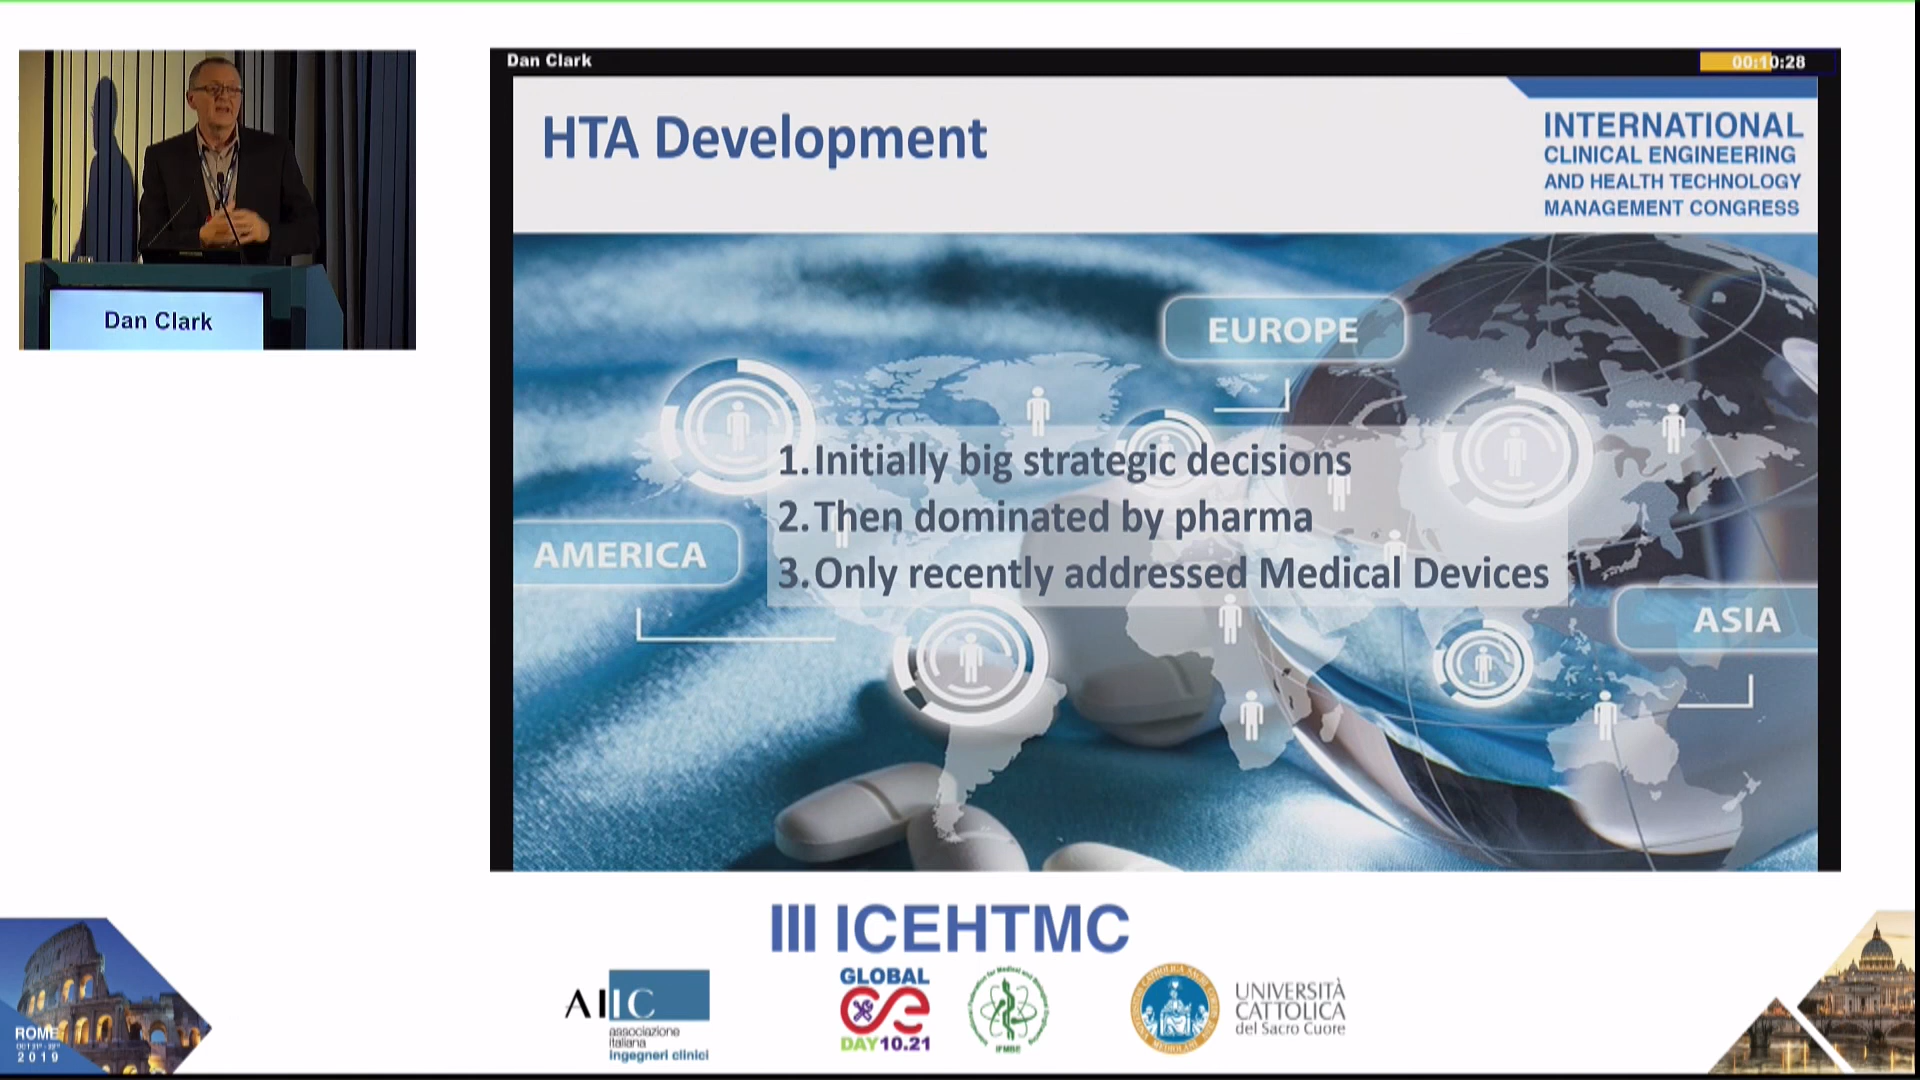 Dan Clark
00:10:28
Dan Clark
HTA Development
INTERNATIONAL
CLINICAL ENGINEERING
AND HEALTH TECHNOLOGY
MANAGEMENT CONGRESS
EUROPE
AMERICA
ASIA
1. Initially big strategic decisions
2. Then dominated by pharma
3. Only recently addressed Medical Devices
III ICEHTMC
AIIC
associazione
italiana
ingegneri clinici
GLOBAL
CE
DAY10.21
IFMBE
UNIVERSITÀ
CATTOLICA
del Sacro Cuore
ROME
2019